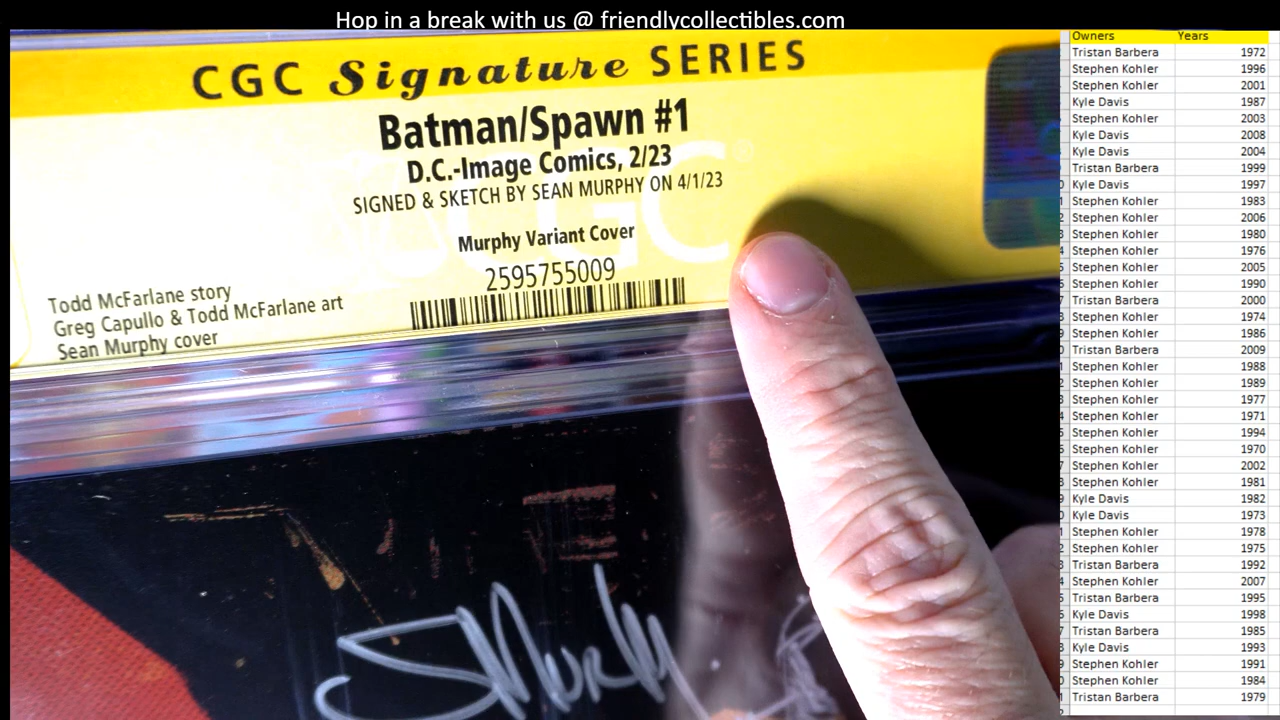 Hop in a break with us @ friendlycollectibles.com
CGC Signature SERIES
Batman/Spawn #1
D.C.-Image Comics, 2/23
SIGNED & SKETCH BY SEAN MURPHY ON 4/1/23
CGC
Murphy Variant Cover
2595755009
Todd McFarlane story
Greg Capullo & Todd McFarlane art
Sean Murphy cover
SMurphy
Owners Years
Tristan Barbera 1972
Stephen Kohler 1996
Stephen Kohler 2001
Kyle Davis 1987
Stephen Kohler 2003
Kyle Davis 2008
Kyle Davis 2004
Tristan Barbera 1999
Kyle Davis 1997
Stephen Kohler 1983
Stephen Kohler 2006
Stephen Kohler 1980
Stephen Kohler 1976
Stephen Kohler 2005
Stephen Kohler 1990
Tristan Barbera 2000
Stephen Kohler 1974
Stephen Kohler 1986
Tristan Barbera 2009
Stephen Kohler 1988
Stephen Kohler 1989
Stephen Kohler 1977
Stephen Kohler 1971
Stephen Kohler 1994
Stephen Kohler 1970
Stephen Kohler 2002
Stephen Kohler 1981
Kyle Davis 1982
Kyle Davis 1973
Stephen Kohler 1978
Stephen Kohler 1975
Tristan Barbera 1992
Stephen Kohler 2007
Tristan Barbera 1995
Kyle Davis 1998
Tristan Barbera 1985
Kyle Davis 1993
Stephen Kohler 1991
Stephen Kohler 1984
Tristan Barbera 1979